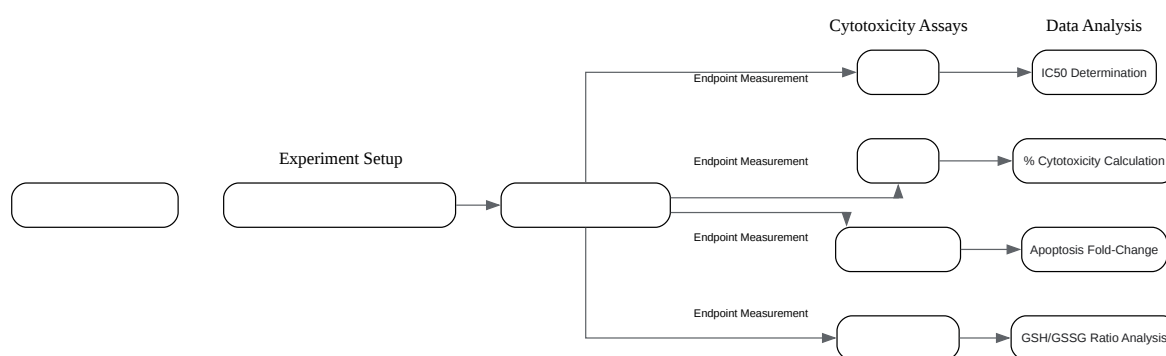 Cytotoxicity Assays
Data Analysis
Endpoint Measurement
IC50 Determination
Experiment Setup
Endpoint Measurement
% Cytotoxicity Calculation
Endpoint Measurement
Apoptosis Fold-Change
Endpoint Measurement
GSH/GSSG Ratio Analysis